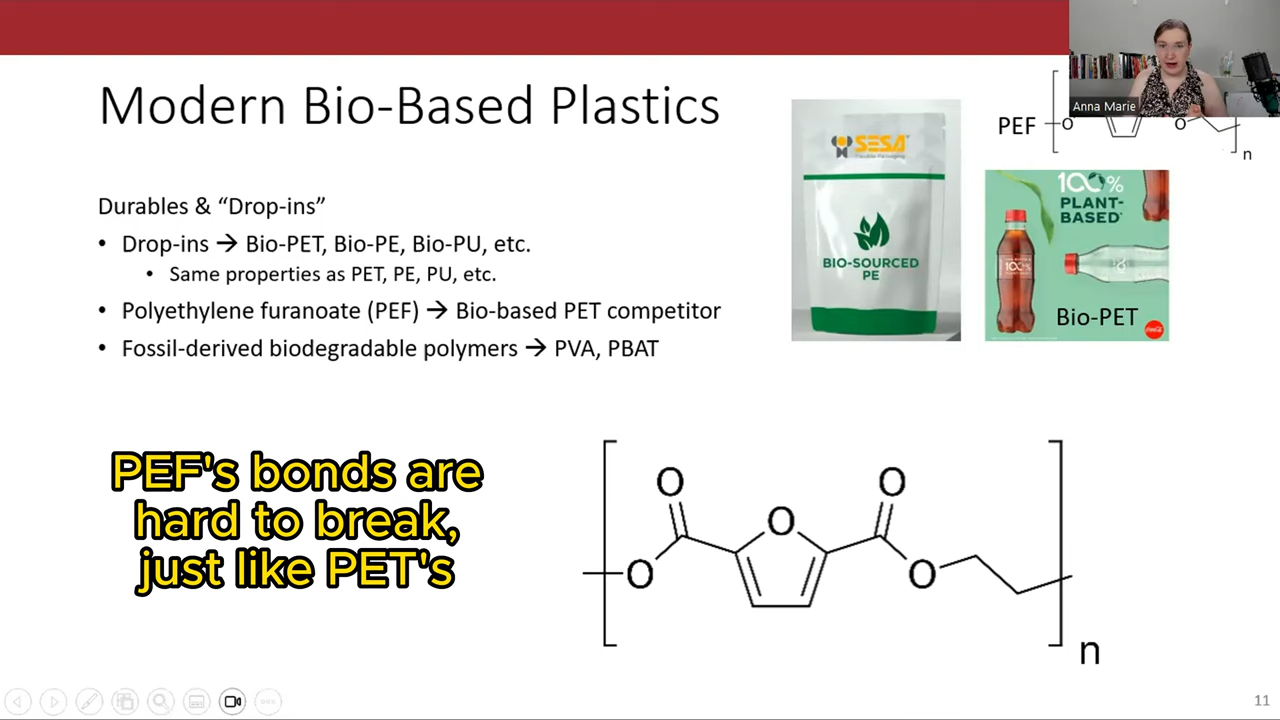 Anna Marie
Modern Bio-Based Plastics
Durables & “Drop-ins”
• Drop-ins → Bio-PET, Bio-PE, Bio-PU, etc.
• Same properties as PET, PE, PU, etc.
• Polyethylene furanoate (PEF) → Bio-based PET competitor
• Fossil-derived biodegradable polymers → PVA, PBAT
SESA
BIO-SOURCED
PE
PEF
O
O
n
100%
PLANT-
BASED
100%
Bio-PET
PEF's bonds are
hard to break,
just like PET's
O
O
O
O
O
n
11